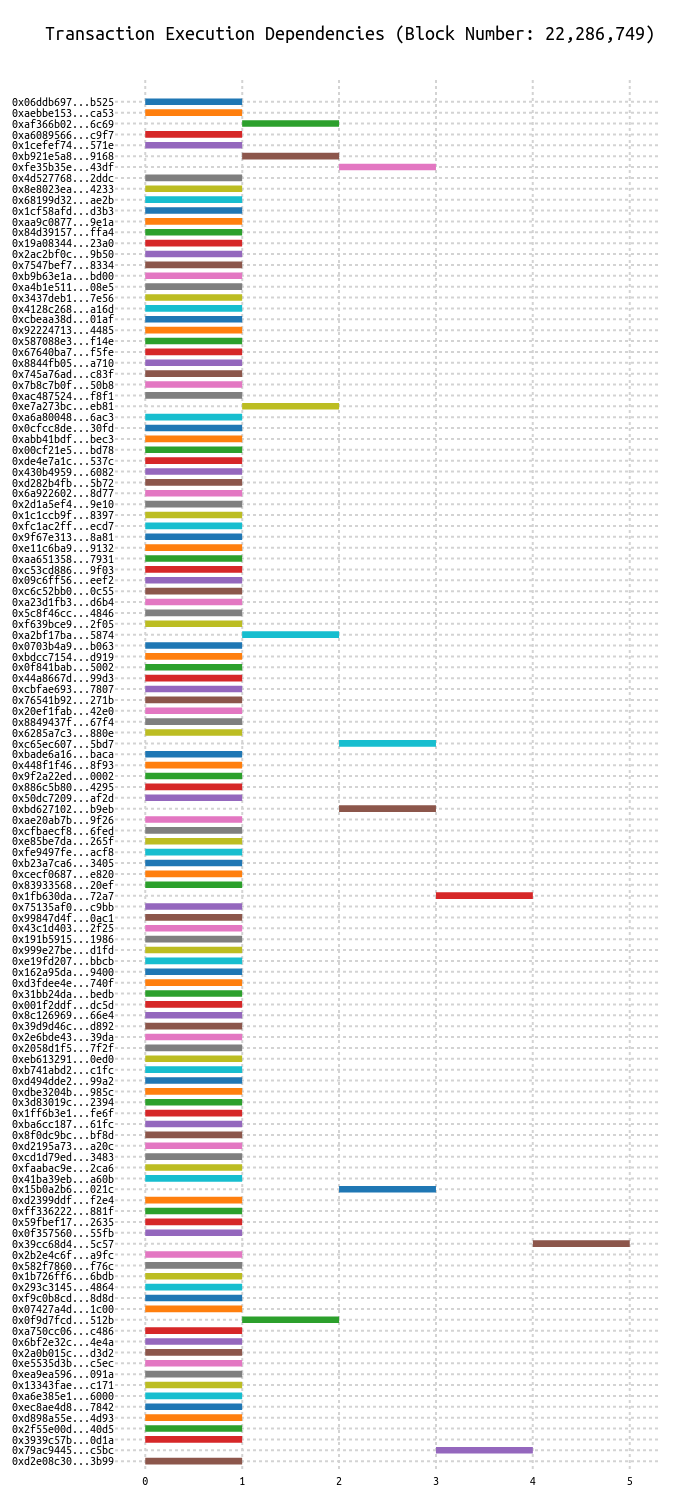 Transaction Execution Dependencies (Block Number: 22,286,749)
0x06ddb697...b525
0xaebbe153...ca53
0xaf366b02...6c69
0xa6089566...c9f7
0x1cefef74...571e
0xb921e5a8...9168
0xfe35b35e...43df
0x4d527768...2ddc
0x8e8023ea...4233
0x68199d32...ae2b
0x1cf58afd...d3b3
0xaa9c0877...9e1a
0x84d39157...ffa4
0x19a08344...23a0
0x2ac2bf0c...9b50
0x7547bef7...8334
0xb9b63e1a...bd00
0xa4b1e511...08e5
0x3437deb1...7e56
0x4128c268...a16d
0xcbeaa38d...01af
0x92224713...4485
0x587088e3...f14e
0x67640ba7...f5fe
0x8844fb05...a710
0x745a76ad...c83f
0x7b8c7b0f...50b8
0xac487524...f8f1
0xe7a273bc...eb81
0xa6a80048...6ac3
0x0cfcc8de...30fd
0xabb41bdf...bec3
0x00cf21e5...bd78
0xde4e7a1c...537c
0x430b4959...6082
0xd282b4fb...5b72
0x6a922602...8d77
0x2d1a5ef4...9e10
0x1c1ccb9f...8397
0xfc1ac2ff...ecd7
0x9f67e313...8a81
0xe11c6ba9...9132
0xaa651358...7931
0xc53cd886...9f03
0x09c6ff56...eef2
0xc6c52bb0...0c55
0xa23d1fb3...d6b4
0x5c8f46cc...4846
0xf639bce9...2f05
0xa2bf17ba...5874
0x0703b4a9...b063
0xbdcc7154...d919
0x0f841bab...5002
0x44a8667d...99d3
0xcbfae693...7807
0x76541b92...271b
0x20ef1fab...42e0
0x8849437f...67f4
0x6285a7c3...880e
0xc65ec607...5bd7
0xbade6a16...baca
0x448f1f46...8f93
0x9f2a22ed...0002
0x886c5b80...4295
0x50dc7209...af2d
0xbd627102...b9eb
0xae20ab7b...9f26
0xcfbaecf8...6fed
0xe85be7da...265f
0xfe9497fe...acf8
0xb23a7ca6...3405
0xcecf0687...e820
0x83933568...20ef
0x1fb630da...72a7
0x75135af0...c9bb
0x99847d4f...0ac1
0x43c1d403...2f25
0x191b5915...1986
0x999e27be...d1fd
0xe19fd207...bbcb
0x162a95da...9400
0xd3fdee4e...740f
0x31bb24da...bedb
0x001f2ddf...dc5d
0x8c126969...66e4
0x39d9d46c...d892
0x2e6bde43...39da
0x2058d1f5...7f2f
0xeb613291...0ed0
0xb741abd2...c1fc
0xd494dde2...99a2
0xdbe3204b...985c
0x3d83019c...2394
0x1ff6b3e1...fe6f
0xba6cc187...61fc
0x8f0dc9bc...bf8d
0xd2195a73...a20c
0xcd1d79ed...3483
0xfaabac9e...2ca6
0x41ba39eb...a60b
0x15b0a2b6...021c
0xd2399ddf...f2e4
0xff336222...881f
0x59fbef17...2635
0x0f357560...55fb
0x39cc68d4...5c57
0x2b2e4c6f...a9fc
0x582f7860...f76c
0x1b726ff6...6bdb
0x293c3145...4864
0xf9c0b8cd...8d8d
0x07427a4d...1c00
0x0f9d7fcd...512b
0xa750cc06...c486
0x6bf2e32c...4e4a
0x2a0b015c...d3d2
0xe5535d3b...c5ec
0xea9ea596...091a
0x13343fae...c171
0xa6e385e1...6000
0xec8ae4d8...7842
0xd898a55e...4d93
0x2f55e00d...40d5
0x3939c57b...0d1a
0x79ac9445...c5bc
0xd2e08c30...3b99
0 1 2 3 4 5